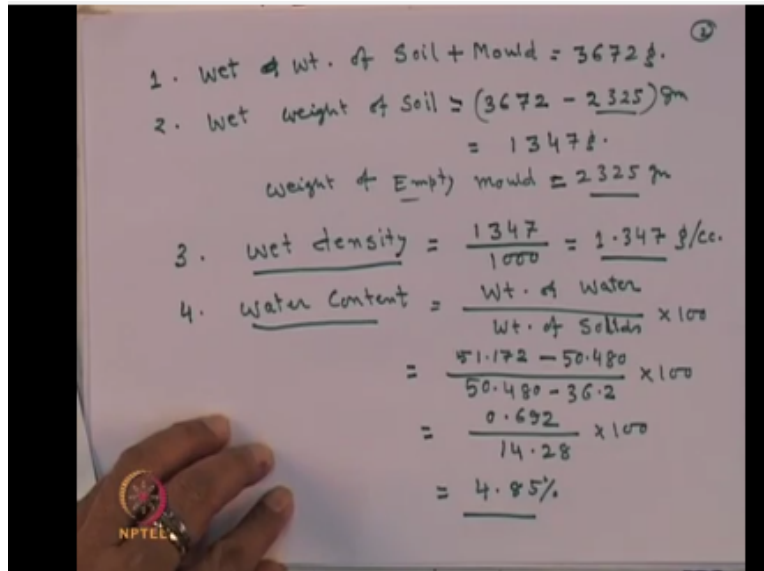 ②
1. Wet wt. of Soil + Mould = 3672 g.
2. Wet weight of Soil = (3672 - 2325) gm
= 1347 g.
weight of Empty mould = 2325 gm
3. Wet density = 1347/1000 = 1.347 g/cc.
4. Water Content = Wt. of Water / Wt. of Solids × 100
= 51.172 - 50.480 / 50.480 - 36.2 × 100
= 0.692 / 14.28 × 100
= 4.85%
NPTEL